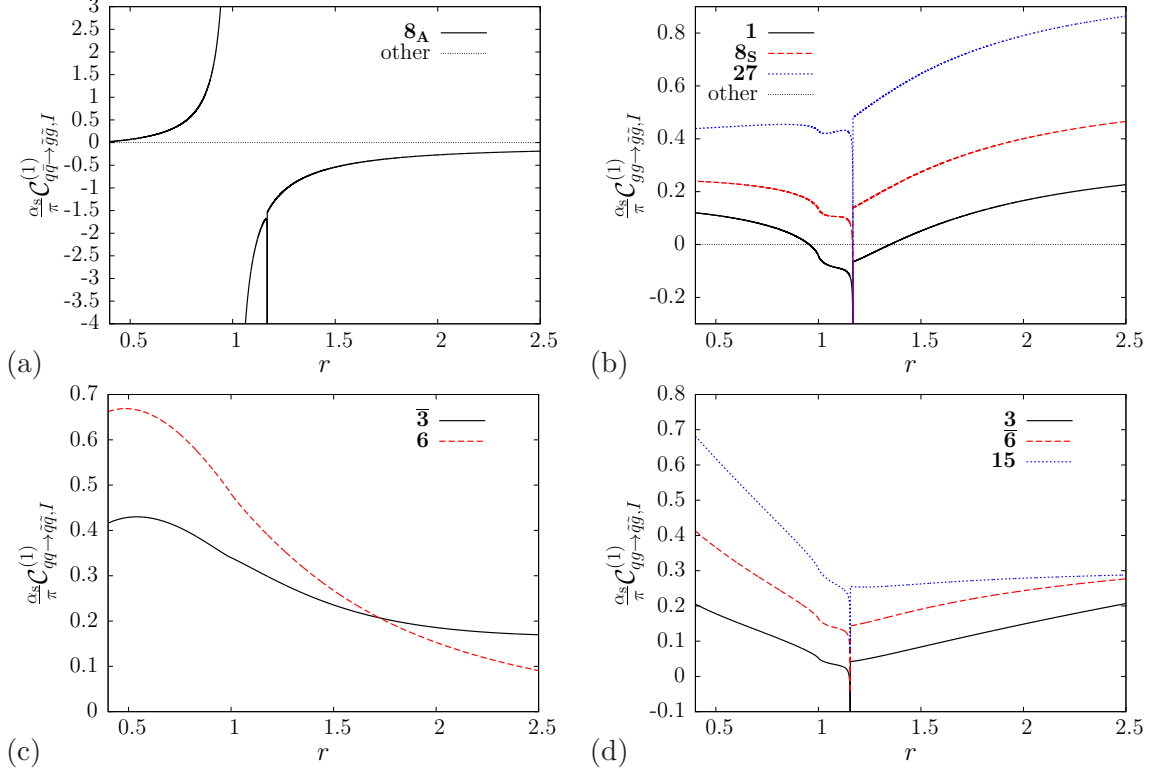 3
2.5
2
1.5
1
0.5
0
-0.5
-1
-1.5
-2
-2.5
-3
-3.5
-4
0.5 1 1.5 2 2.5
r
(a)
α_s/π C^(1)_{qq̄→g̃g̃,I}
8_A
other
0.8
0.6
0.4
0.2
0
-0.2
0.5 1 1.5 2 2.5
r
(b)
α_s/π C^(1)_{gg→g̃g̃,I}
1
8_S
27
other
0.7
0.6
0.5
0.4
0.3
0.2
0.1
0
0.5 1 1.5 2 2.5
r
(c)
α_s/π C^(1)_{qq→q̃q̃,I}
3̅
6
0.8
0.7
0.6
0.5
0.4
0.3
0.2
0.1
0
-0.1
0.5 1 1.5 2 2.5
r
(d)
α_s/π C^(1)_{qg→q̃g̃,I}
3
6̅
15